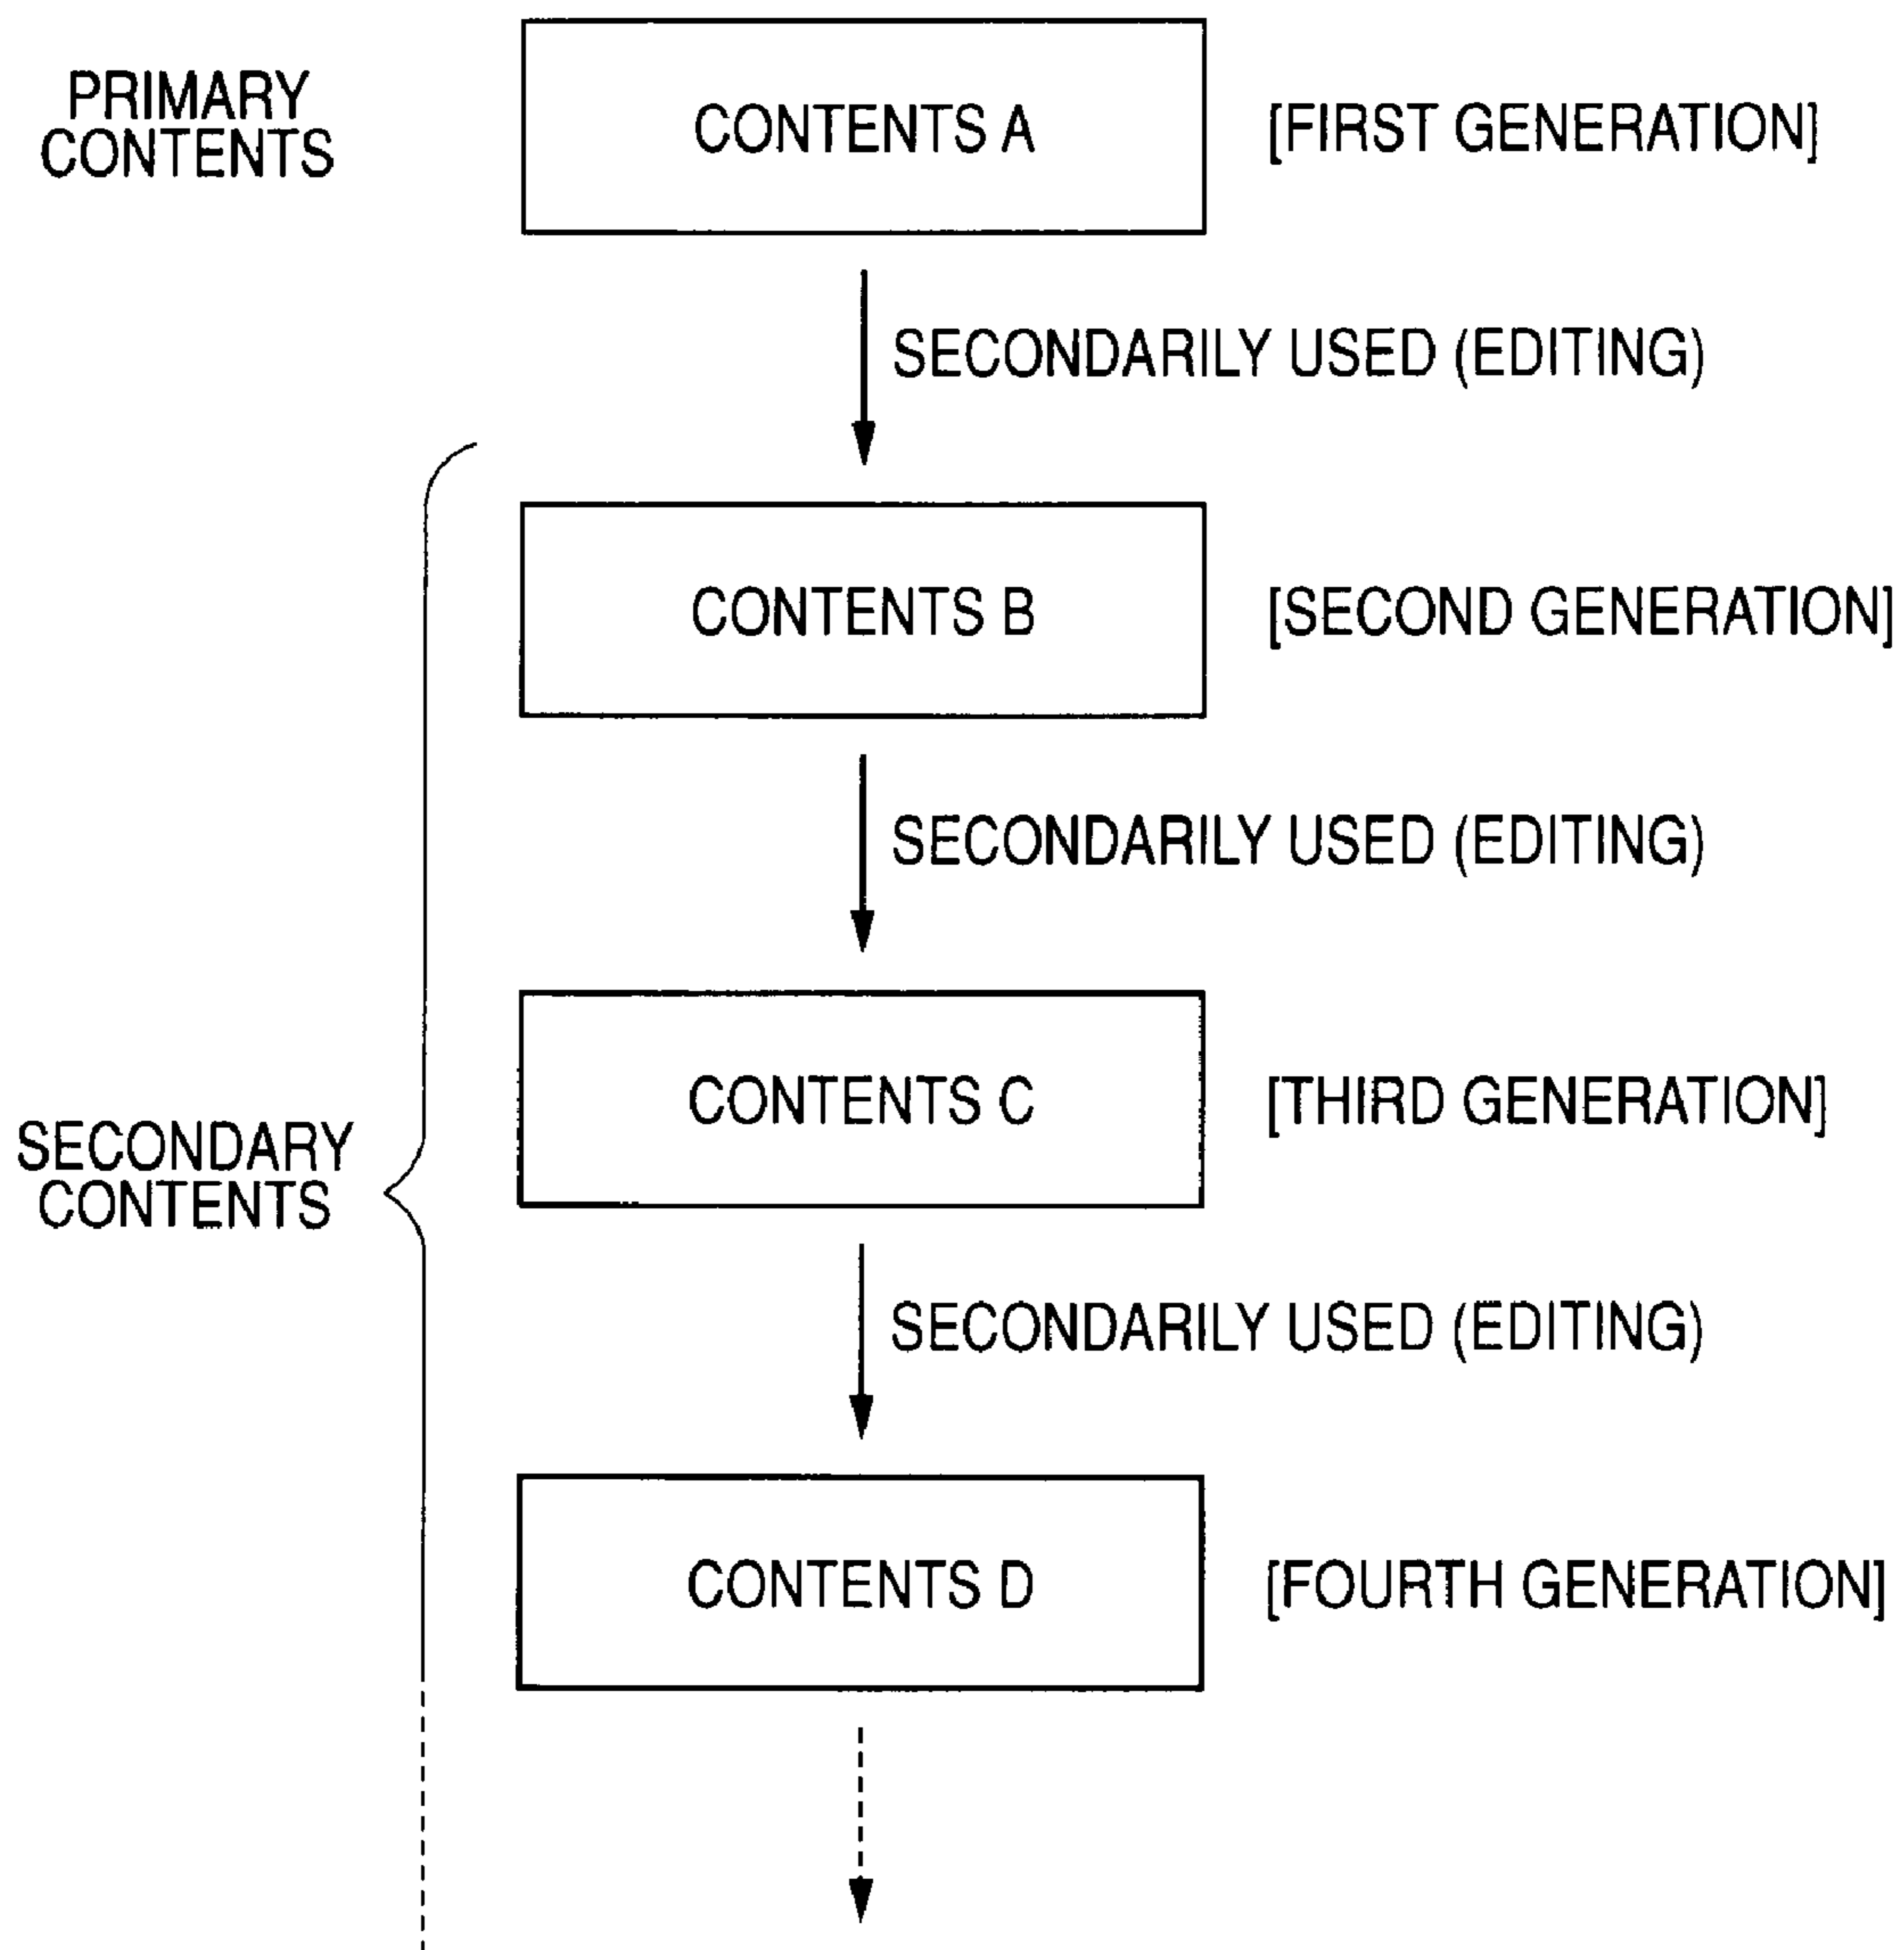 PRIMARY
CONTENTS
CONTENTS A
[FIRST GENERATION]
SECONDARILY USED (EDITING)
CONTENTS B
[SECOND GENERATION]
SECONDARILY USED (EDITING)
CONTENTS C
[THIRD GENERATION]
SECONDARY
CONTENTS
SECONDARILY USED (EDITING)
CONTENTS D
[FOURTH GENERATION]